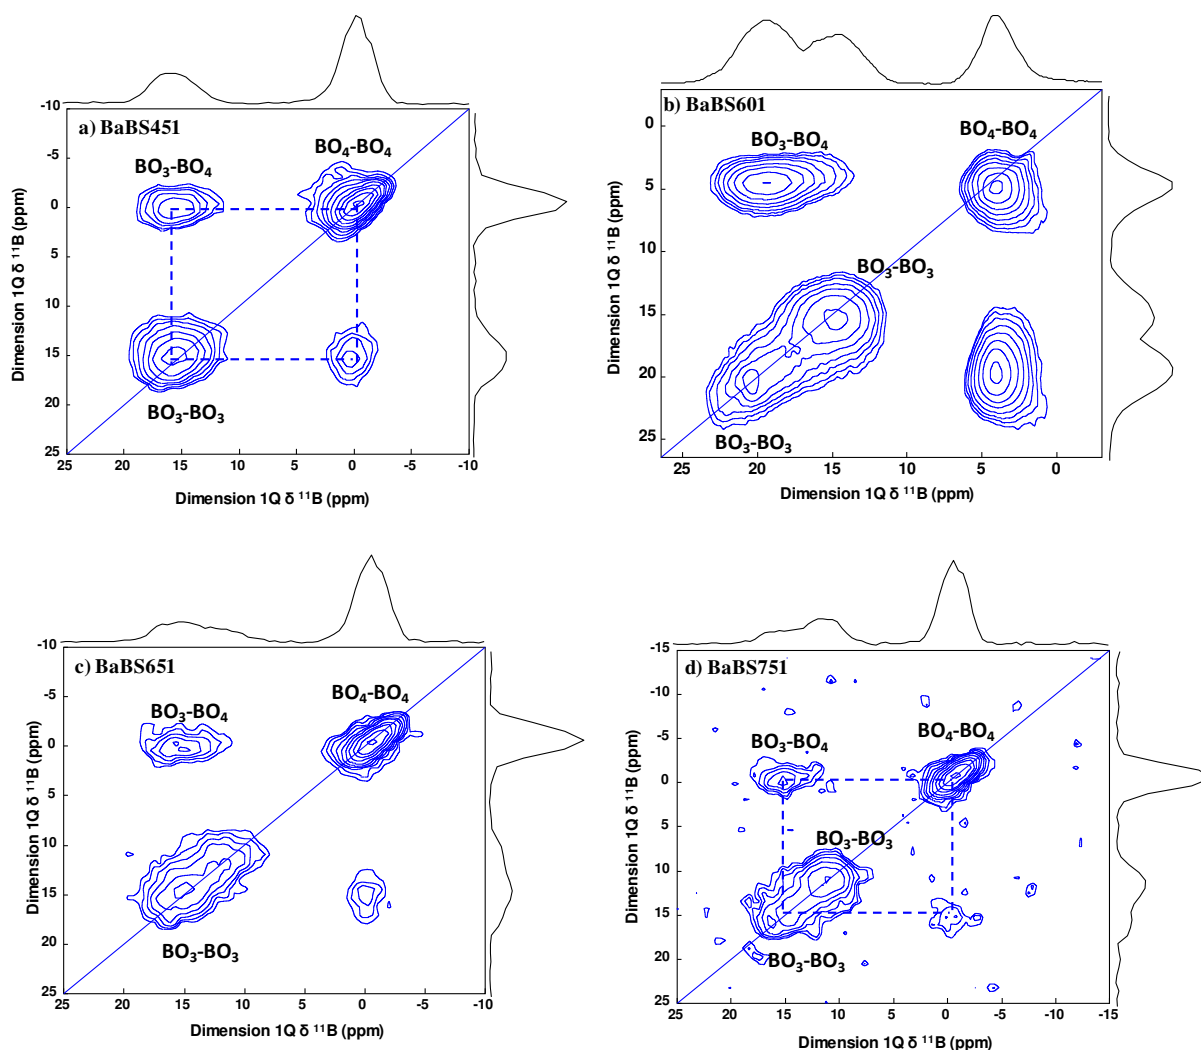 a) BaBS451
BO₃-BO₄
BO₄-BO₄
BO₃-BO₃
-10
-5
0
5
10
15
20
25
Dimension 1Q δ ¹¹B (ppm)
25 20 15 10 5 0 -5 -10
Dimension 1Q δ ¹¹B (ppm)
b) BaBS601
BO₃-BO₄
BO₄-BO₄
BO₃-BO₃
BO₃-BO₃
0
5
10
15
20
25
Dimension 1Q δ ¹¹B (ppm)
25 20 15 10 5 0
Dimension 1Q δ ¹¹B (ppm)
c) BaBS651
BO₃-BO₄
BO₄-BO₄
BO₃-BO₃
-10
-5
0
5
10
15
20
25
Dimension 1Q δ ¹¹B (ppm)
25 20 15 10 5 0 -5 -10
Dimension 1Q δ ¹¹B (ppm)
d) BaBS751
BO₃-BO₄
BO₄-BO₄
BO₃-BO₃
BO₃-BO₃
-15
-10
-5
0
5
10
15
20
25
Dimension 1Q δ ¹¹B (ppm)
25 20 15 10 5 0 -5 -10 -15
Dimension 1Q δ ¹¹B (ppm)